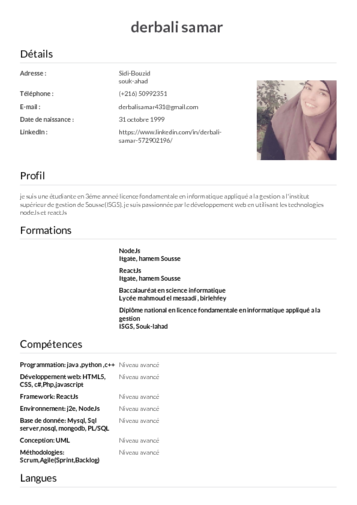 derbali samar
Détails
Adresse : Sidi-Bouzid
souk-ahad
Téléphone : (+216) 50992351
E-mail : derbalisamar431@gmail.com
Date de naissance : 31 octobre 1999
LinkedIn : https://www.linkedin.com/in/derbali-
samar-572902196/
Profil
je suis une étudiante en 3éme anneé licence fondamentale en informatique appliqué a la gestion a l'institut
supérieur de gestion de Sousse(ISGS). je suis passionnée par le développement web en utilisant les technologies
nodeJs et reactJs
Formations
NodeJs
Itgate, hamem Sousse
ReactJs
Itgate, hamem Sousse
Baccalauréat en science informatique
Lycée mahmoud el mesaadi , birlehfey
Diplôme national en licence fondamentale en informatique appliqué a la
gestion
ISGS, Souk-lahad
Compétences
Programmation: java ,python ,c++ Niveau avancé
Développement web: HTML5, Niveau avancé
CSS, c#,Php,javascript
Framework: ReactJs Niveau avancé
Environnement: j2e, NodeJs Niveau avancé
Base de donnée: Mysql, Sql Niveau avancé
server,nosql, mongodb, PL/SQL
Conception: UML Niveau avancé
Méthodologies: Niveau avancé
Scrum,Agile(Sprint,Backlog)
Langues